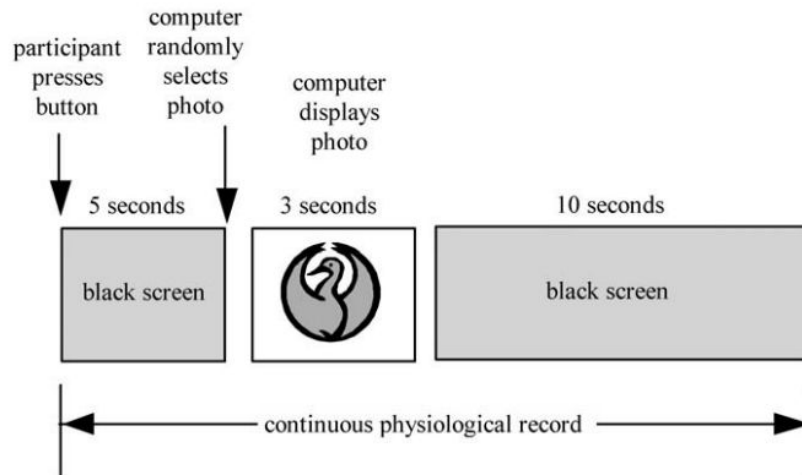 participant
presses
button
computer
randomly
selects
photo
computer
displays
photo
5 seconds
3 seconds
10 seconds
black screen
black screen
continuous physiological record